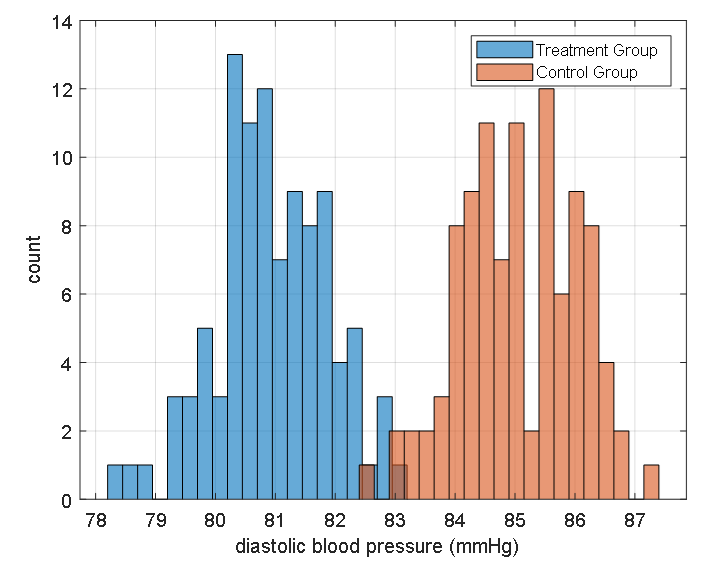 14
12
10
8
6
4
2
0
count
Treatment Group
Control Group
78 79 80 81 82 83 84 85 86 87
diastolic blood pressure (mmHg)